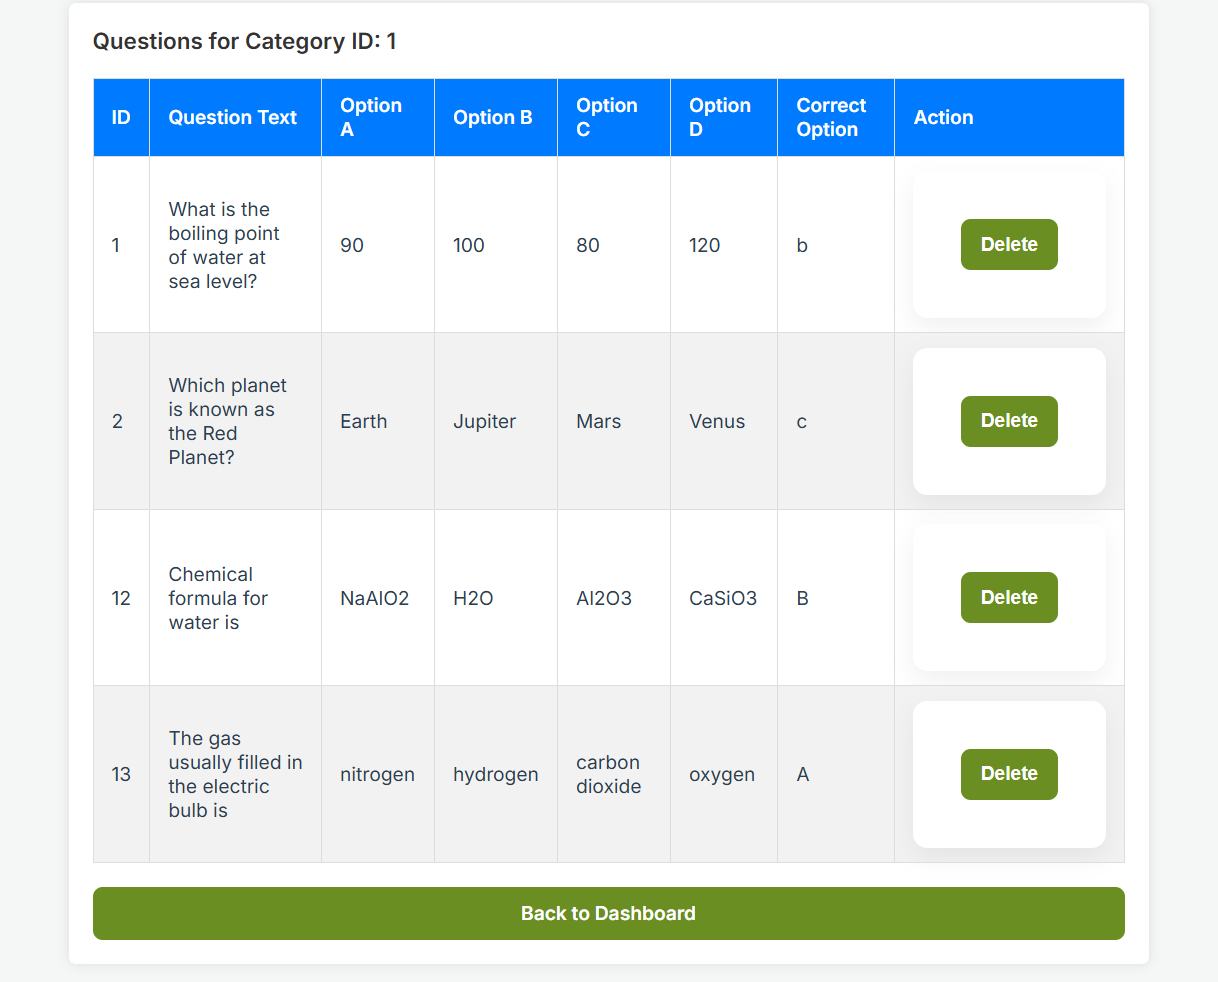 Questions for Category ID: 1
ID Question Text Option A Option B Option C Option D Correct Option Action
1 What is the boiling point of water at sea level? 90 100 80 120 b Delete
2 Which planet is known as the Red Planet? Earth Jupiter Mars Venus c Delete
12 Chemical formula for water is NaAlO2 H2O Al2O3 CaSiO3 B Delete
13 The gas usually filled in the electric bulb is nitrogen hydrogen carbon dioxide oxygen A Delete
Back to Dashboard